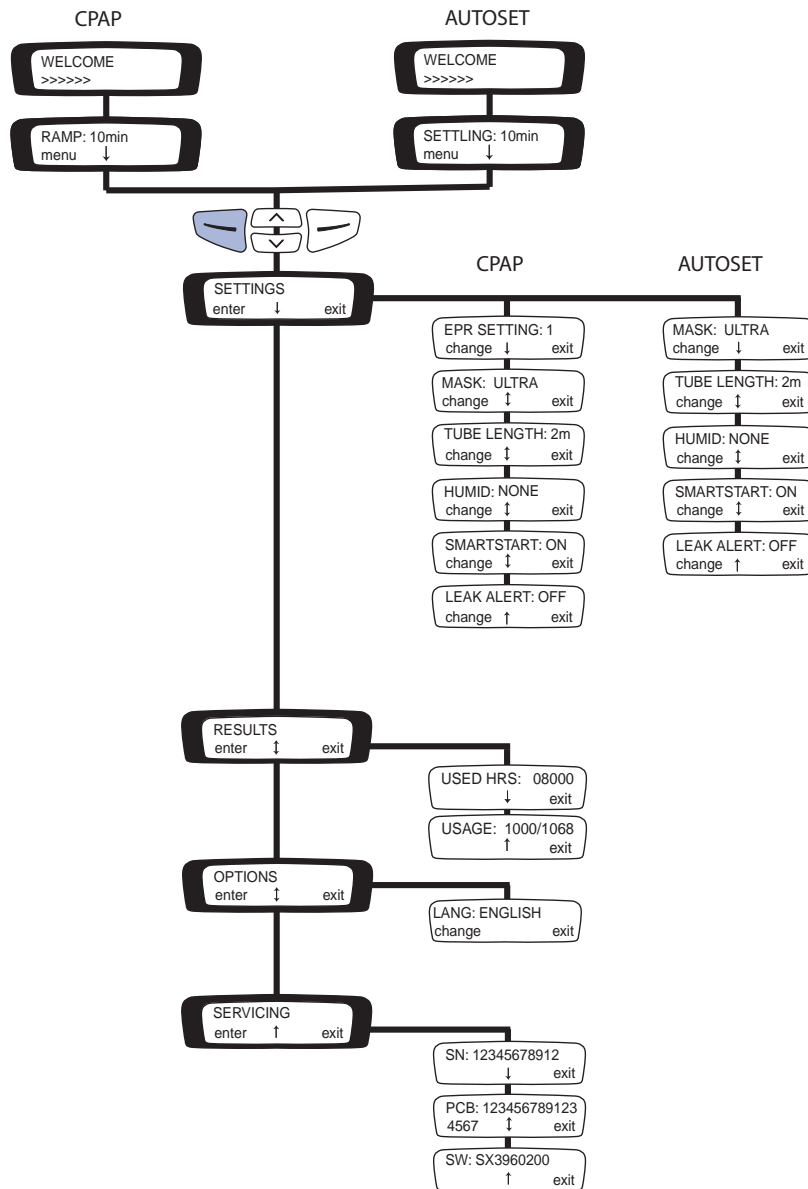 CPAP
WELCOME
>>>>>>
RAMP: 10min
menu ↓
AUTOSET
WELCOME
>>>>>>
SETTLING: 10min
menu ↓
SETTINGS
enter ↓ exit
CPAP
EPR SETTING: 1
change ↓ exit
MASK: ULTRA
change ↕ exit
TUBE LENGTH: 2m
change ↕ exit
HUMID: NONE
change ↕ exit
SMARTSTART: ON
change ↕ exit
LEAK ALERT: OFF
change ↑ exit
AUTOSET
MASK: ULTRA
change ↓ exit
TUBE LENGTH: 2m
change ↕ exit
HUMID: NONE
change ↕ exit
SMARTSTART: ON
change ↕ exit
LEAK ALERT: OFF
change ↑ exit
RESULTS
enter ↕ exit
USED HRS: 08000
↓ exit
USAGE: 1000/1068
↑ exit
OPTIONS
enter ↕ exit
LANG: ENGLISH
change exit
SERVICING
enter ↑ exit
SN: 12345678912
↓ exit
PCB: 123456789123
4567 ↕ exit
SW: SX3960200
↑ exit